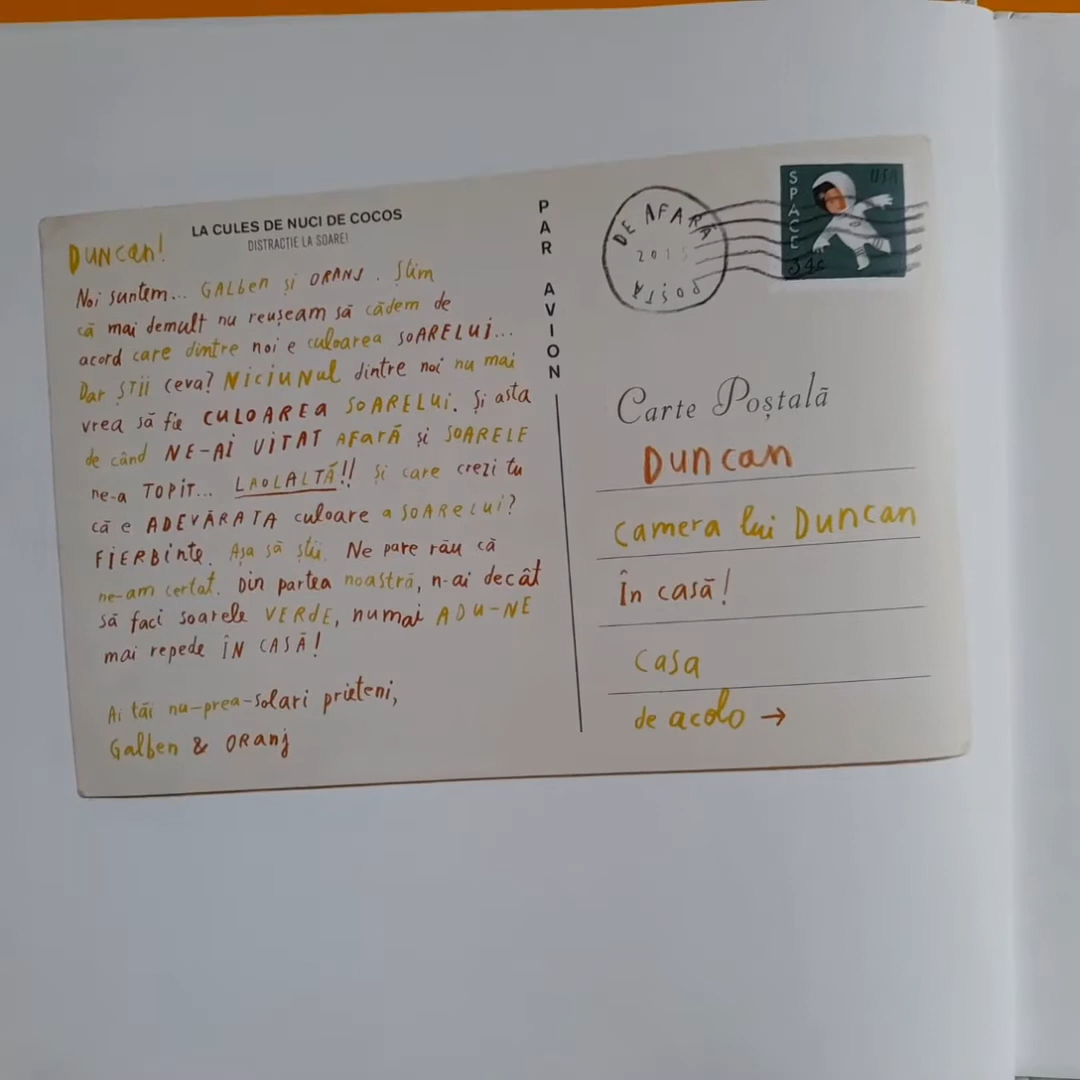 LA CULES DE NUCI DE COCOS
DISTRACȚIE LA SOARE!
DUNCan!
Noi suntem... GALben și ORANJ. Știm
că mai demult nu reușeam să cădem de
acord care dintre noi e culoarea SOARELUi...
Dar ȘTII ceva? NiciUNUl dintre noi nu mai
vrea să fie CULOAREA SOARELUi. Și asta
de când NE-AI UITAT AFARĂ și SOARELE
ne-a TOPIT... LAOLALTĂ!! Și care crezi tu
că e ADEVĂRATA culoare a SOARELUi?
FIERBINTE. Așa să știi. Ne pare rău că
ne-am certat. Din partea noastră, n-ai decât
să faci soarele VERDE, numai ADU-NE
mai repede ÎN CASĂ!
Ai tăi nu-prea-solari prieteni,
Galben & ORANJ
PAR AVION
DE AFARĂ
POȘTA
SPACE
USA
34c
Carte Poștală
DUNcan
Camera lui Duncan
În casă!
Casa
de acolo →